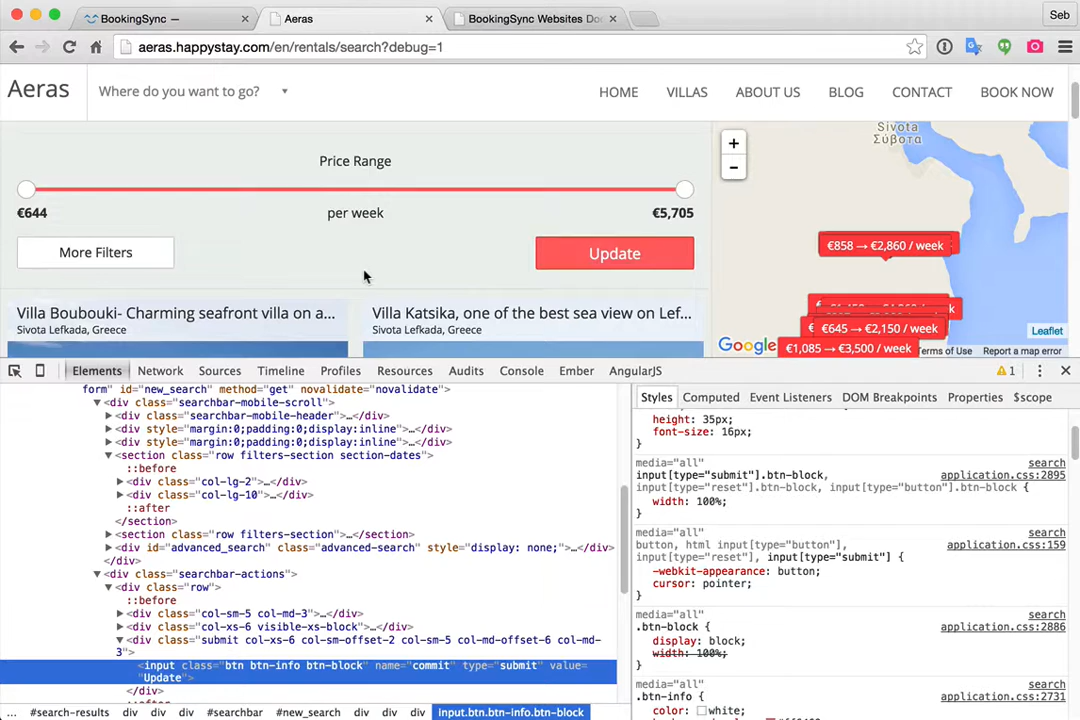 BookingSync —
Aeras
BookingSync Websites Do
Seb
aeras.happystay.com/en/rentals/search?debug=1
Aeras
Where do you want to go?
HOME
VILLAS
ABOUT US
BLOG
CONTACT
BOOK NOW
Price Range
€644
per week
€5,705
More Filters
Update
Villa Boubouki- Charming seafront villa on a...
Sivota Lefkada, Greece
Villa Katsika, one of the best sea view on Lef...
Sivota Lefkada, Greece
+
−
Sivota
Σύβοτα
€858 → €2,860 / week
€645 → €2,150 / week
€1,085 → €3,500 / week
Leaflet
Google
Terms of Use
Report a map error
Elements Network Sources Timeline Profiles Resources Audits Console Ember AngularJS
1
form" id="new_search" method="get" novalidate="novalidate">
▼<div class="searchbar-mobile-scroll">
▶<div class="searchbar-mobile-header">…</div>
▶<div style="margin:0;padding:0;display:inline">…</div>
▶<div style="margin:0;padding:0;display:inline">…</div>
▼<section class="row filters-section section-dates">
::before
▶<div class="col-lg-2">…</div>
▶<div class="col-lg-10">…</div>
::after
</section>
▶<section class="row filters-section">…</section>
▶<div id="advanced_search" class="advanced-search" style="display: none;">…</div>
</div>
▼<div class="searchbar-actions">
▼<div class="row">
::before
▶<div class="col-sm-5 col-md-3">…</div>
▶<div class="col-xs-6 visible-xs-block">…</div>
▼<div class="submit col-xs-6 col-sm-offset-2 col-sm-5 col-md-offset-6 col-md-
3">
<input class="btn btn-info btn-block" name="commit" type="submit" value=
"Update">
</div>
::after
... #search-results div div div #searchbar #new_search div div div input.btn.btn-info.btn-block
Styles Computed Event Listeners DOM Breakpoints Properties $scope
height: 35px;
font-size: 16px;
}
media="all" search
input[type="submit"].btn-block, application.css:2895
input[type="reset"].btn-block, input[type="button"].btn-block {
width: 100%;
}
media="all" search
button, html input[type="button"], application.css:159
input[type="reset"], input[type="submit"] {
-webkit-appearance: button;
cursor: pointer;
}
media="all" search
.btn-block { application.css:2886
display: block;
width: 100%;
}
media="all" search
.btn-info { application.css:2731
color: white;